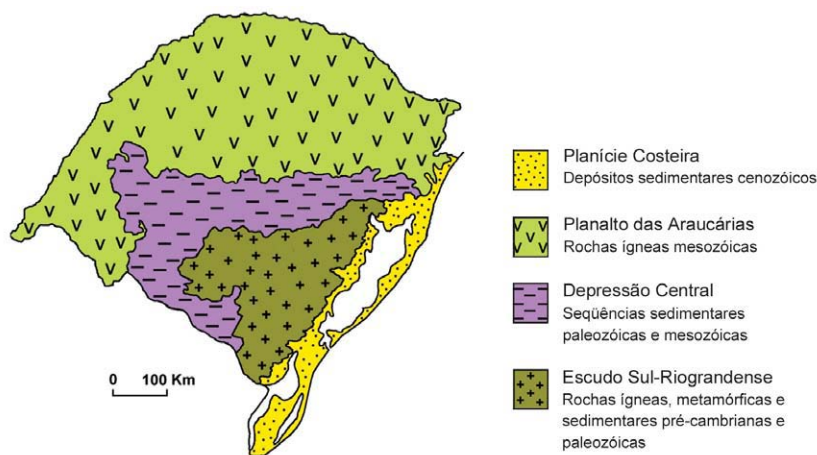 Planície Costeira
Depósitos sedimentares cenozóicos
Planalto das Araucárias
Rochas ígneas mesozóicas
Depressão Central
Seqüências sedimentares
paleozóicas e mesozóicas
Escudo Sul-Riograndense
Rochas ígneas, metamórficas e
sedimentares pré-cambrianas e
paleozóicas
0 100 Km